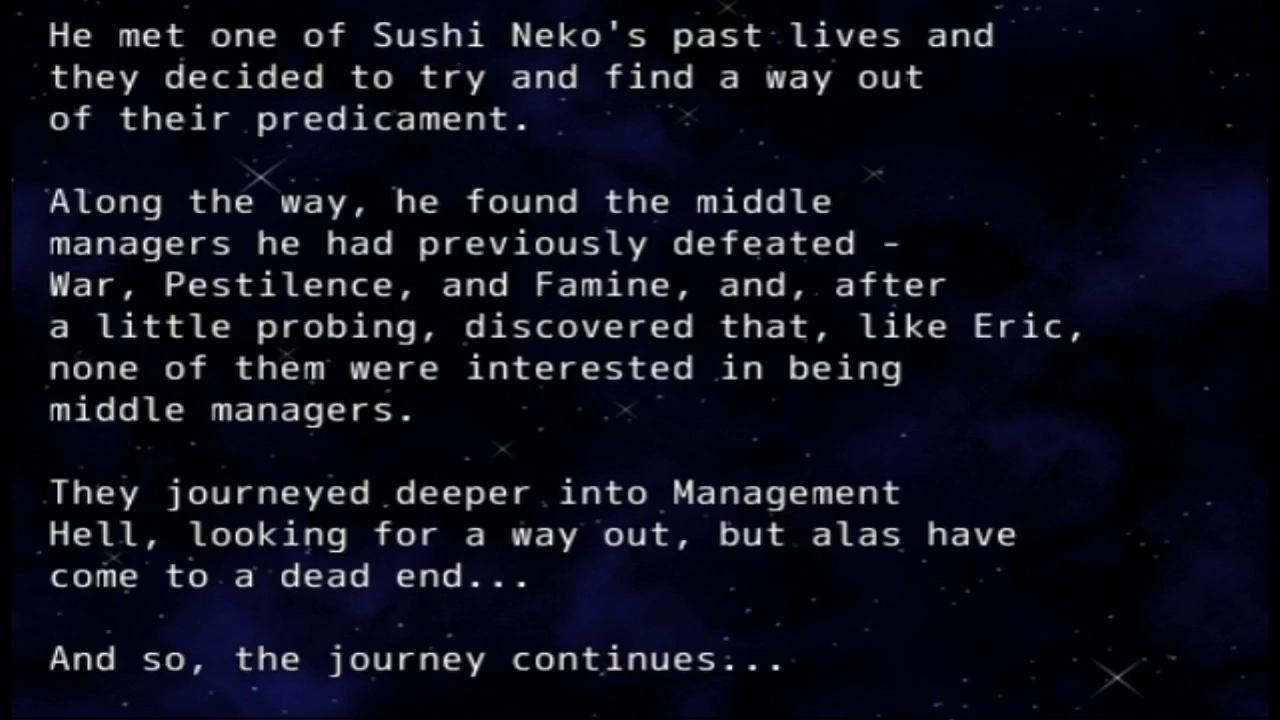 He met one of Sushi Neko's past lives and
they decided to try and find a way out
of their predicament.
Along the way, he found the middle
managers he had previously defeated -
War, Pestilence, and Famine, and, after
a little probing, discovered that, like Eric,
none of them were interested in being
middle managers.
They journeyed deeper into Management
Hell, looking for a way out, but alas have
come to a dead end...
And so, the journey continues...